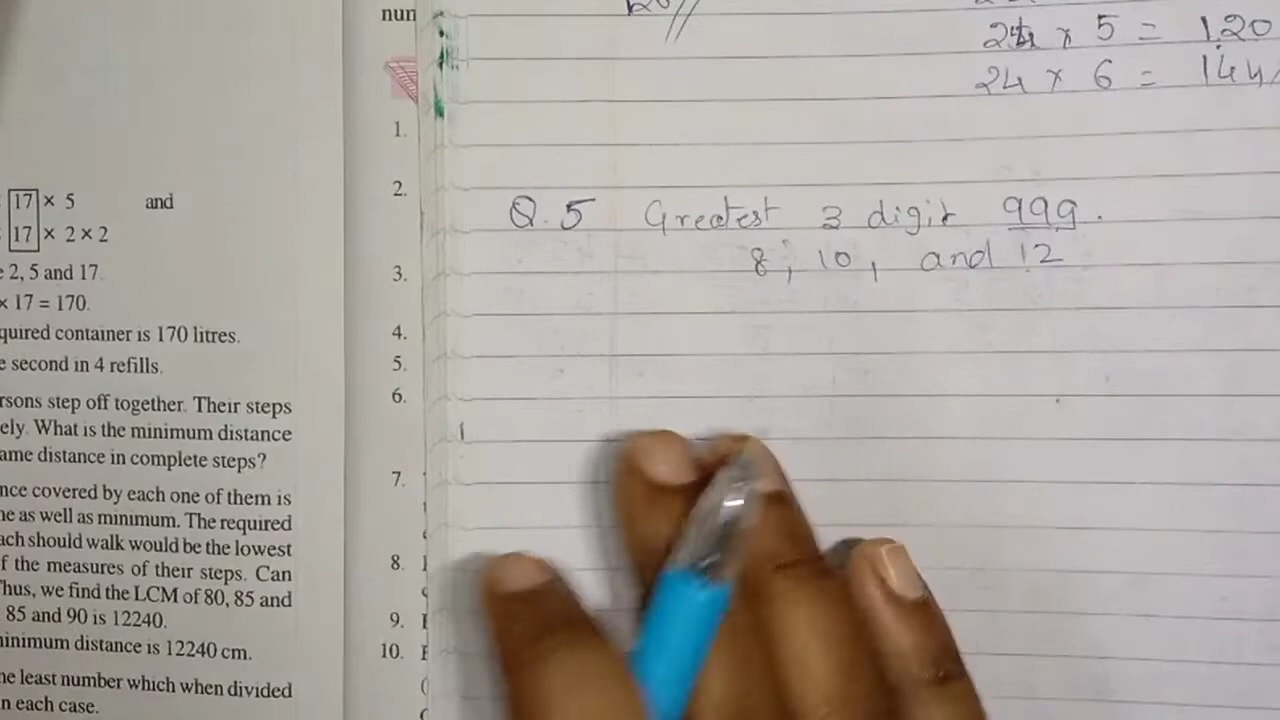 17 × 5 and
17 × 2 × 2
2, 5 and 17.
× 17 = 170.
quired container is 170 litres.
second in 4 refills.
rsons step off together. Their steps
ely. What is the minimum distance
ame distance in complete steps?
nce covered by each one of them is
ne as well as minimum. The required
ach should walk would be the lowest
f the measures of their steps. Can
Thus, we find the LCM of 80, 85 and
85 and 90 is 12240.
ninimum distance is 12240 cm.
he least number which when divided
n each case.
num
1.
2.
3.
4.
5.
6.
7.
8.
9.
10.
24 × 5 = 120
24 × 6 = 144
Q.5 Greatest 3 digit 999.
8, 10, and 12